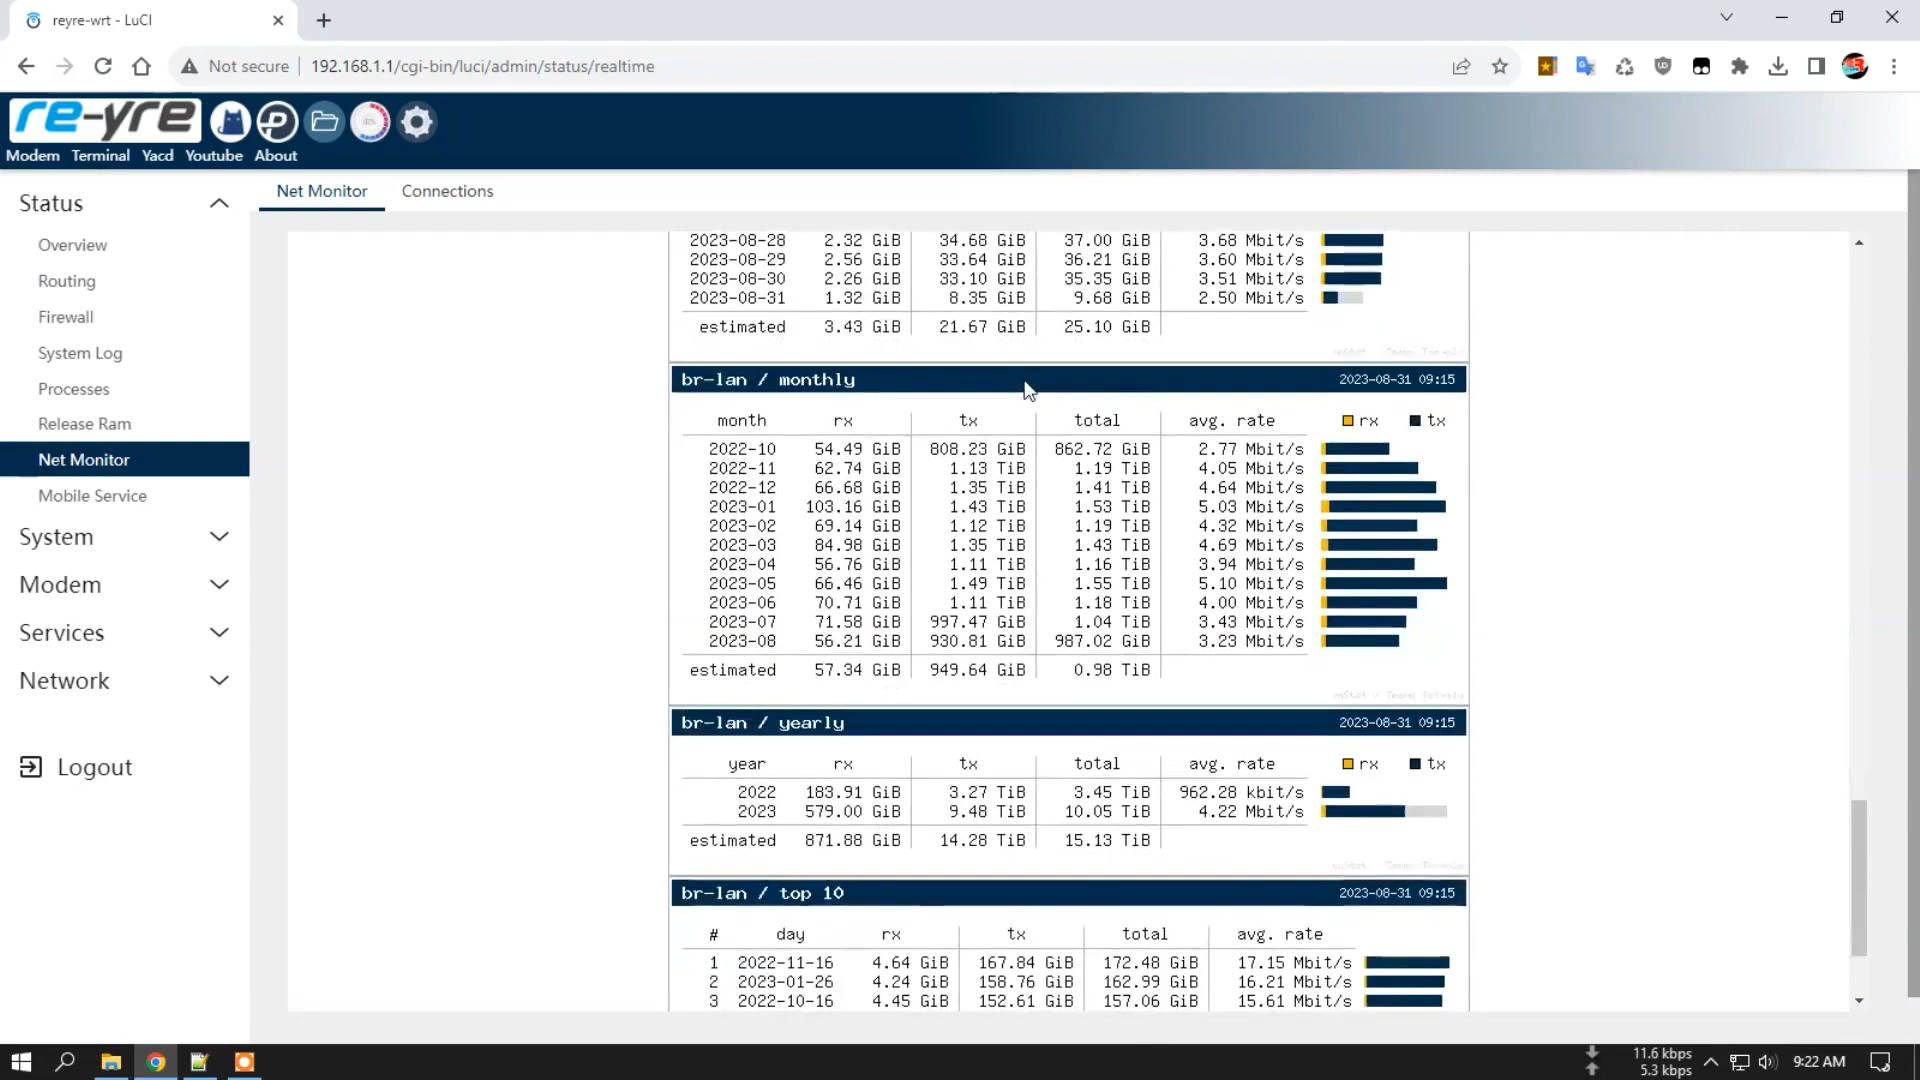 reyre-wrt - LuCI
Not secure
192.168.1.1/cgi-bin/luci/admin/status/realtime
re-yre
Modem Terminal Yacd Youtube About
Status
Overview
Routing
Firewall
System Log
Processes
Release Ram
Net Monitor
Mobile Service
System
Modem
Services
Network
Logout
Net Monitor Connections
2023-08-28 2.32 GiB 34.68 GiB 37.00 GiB 3.68 Mbit/s
2023-08-29 2.56 GiB 33.64 GiB 36.21 GiB 3.60 Mbit/s
2023-08-30 2.26 GiB 33.10 GiB 35.35 GiB 3.51 Mbit/s
2023-08-31 1.32 GiB 8.35 GiB 9.68 GiB 2.50 Mbit/s
estimated 3.43 GiB 21.67 GiB 25.10 GiB
br-lan / monthly 2023-08-31 09:15
month rx tx total avg. rate rx tx
2022-10 54.49 GiB 808.23 GiB 862.72 GiB 2.77 Mbit/s
2022-11 62.74 GiB 1.13 TiB 1.19 TiB 4.05 Mbit/s
2022-12 66.68 GiB 1.35 TiB 1.41 TiB 4.64 Mbit/s
2023-01 103.16 GiB 1.43 TiB 1.53 TiB 5.03 Mbit/s
2023-02 69.14 GiB 1.12 TiB 1.19 TiB 4.32 Mbit/s
2023-03 84.98 GiB 1.35 TiB 1.43 TiB 4.69 Mbit/s
2023-04 56.76 GiB 1.11 TiB 1.16 TiB 3.94 Mbit/s
2023-05 66.46 GiB 1.49 TiB 1.55 TiB 5.10 Mbit/s
2023-06 70.71 GiB 1.11 TiB 1.18 TiB 4.00 Mbit/s
2023-07 71.58 GiB 997.47 GiB 1.04 TiB 3.43 Mbit/s
2023-08 56.21 GiB 930.81 GiB 987.02 GiB 3.23 Mbit/s
estimated 57.34 GiB 949.64 GiB 0.98 TiB
br-lan / yearly 2023-08-31 09:15
year rx tx total avg. rate rx tx
2022 183.91 GiB 3.27 TiB 3.45 TiB 962.28 kbit/s
2023 579.00 GiB 9.48 TiB 10.05 TiB 4.22 Mbit/s
estimated 871.88 GiB 14.28 TiB 15.13 TiB
br-lan / top 10 2023-08-31 09:15
# day rx tx total avg. rate
1 2022-11-16 4.64 GiB 167.84 GiB 172.48 GiB 17.15 Mbit/s
2 2023-01-26 4.24 GiB 158.76 GiB 162.99 GiB 16.21 Mbit/s
3 2022-10-16 4.45 GiB 152.61 GiB 157.06 GiB 15.61 Mbit/s
11.6 kbps
5.3 kbps
9:22 AM